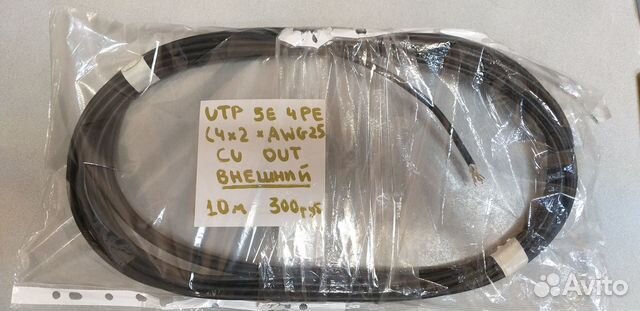 UTP 5E 4PE
(4×2×AWG25
CU OUT
ВНЕШНИЙ
10м 300руб
Avito